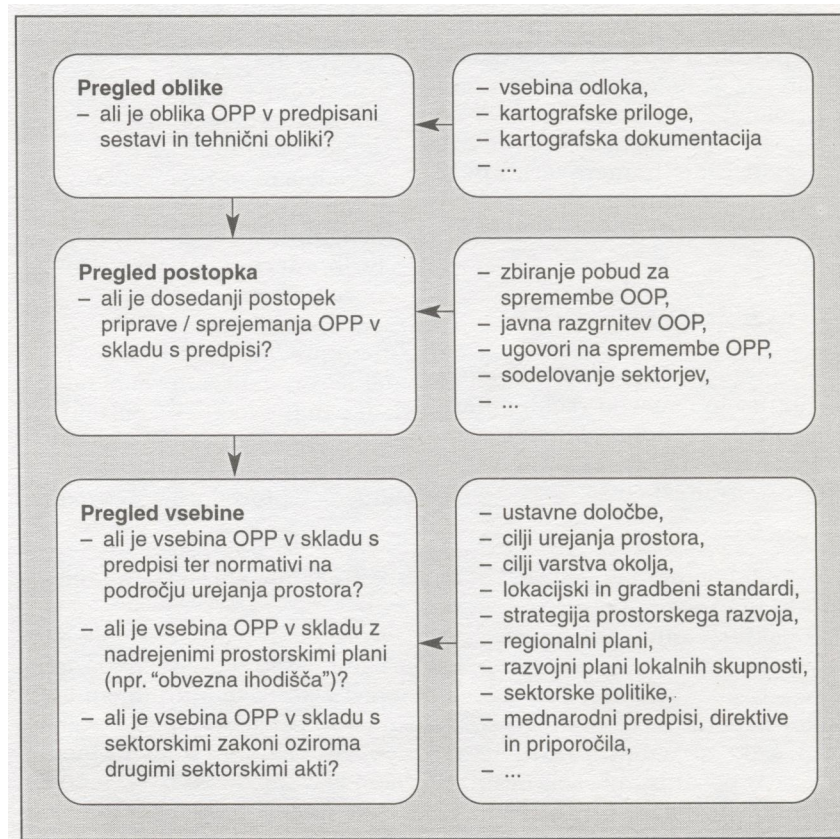 Pregled oblike
– ali je oblika OPP v predpisani
sestavi in tehnični obliki?
– vsebina odloka,
– kartografske priloge,
– kartografska dokumentacija
– ...
Pregled postopka
– ali je dosedanji postopek
priprave / sprejemanja OPP v
skladu s predpisi?
– zbiranje pobud za
spremembe OOP,
– javna razgrnitev OOP,
– ugovori na spremembe OPP,
– sodelovanje sektorjev,
– ...
Pregled vsebine
– ali je vsebina OPP v skladu s
predpisi ter normativi na
področju urejanja prostora?
– ali je vsebina OPP v skladu z
nadrejenimi prostorskimi plani
(npr. “obvezna ihodišča”)?
– ali je vsebina OPP v skladu s
sektorskimi zakoni oziroma
drugimi sektorskimi akti?
– ustavne določbe,
– cilji urejanja prostora,
– cilji varstva okolja,
– lokacijski in gradbeni standardi,
– strategija prostorskega razvoja,
– regionalni plani,
– razvojni plani lokalnih skupnosti,
– sektorske politike,
– mednarodni predpisi, direktive
in priporočila,
– ...